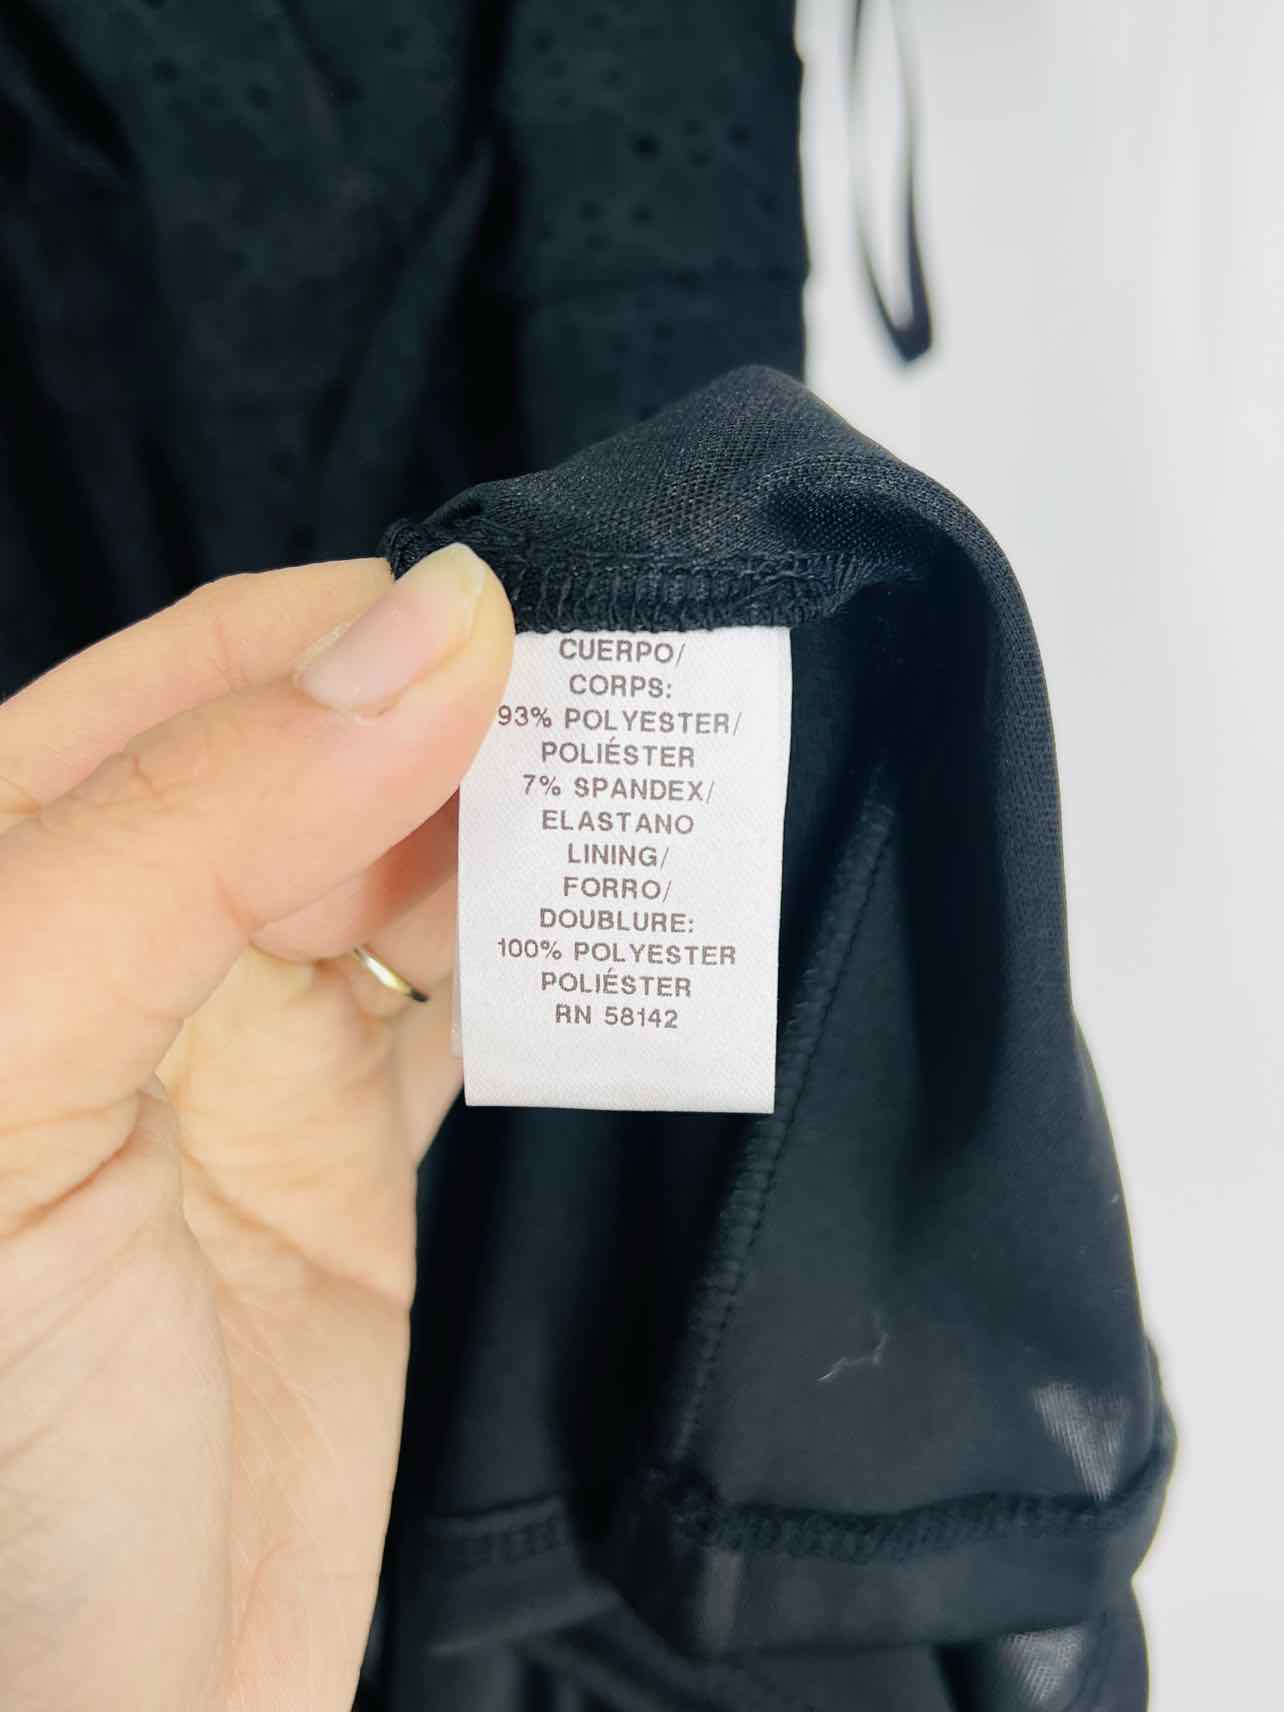 CUERPO/
CORPS:
93% POLYESTER/
POLIÉSTER
7% SPANDEX/
ELASTANO
LINING/
FORRO/
DOUBLURE:
100% POLYESTER
POLIÉSTER
RN 58142